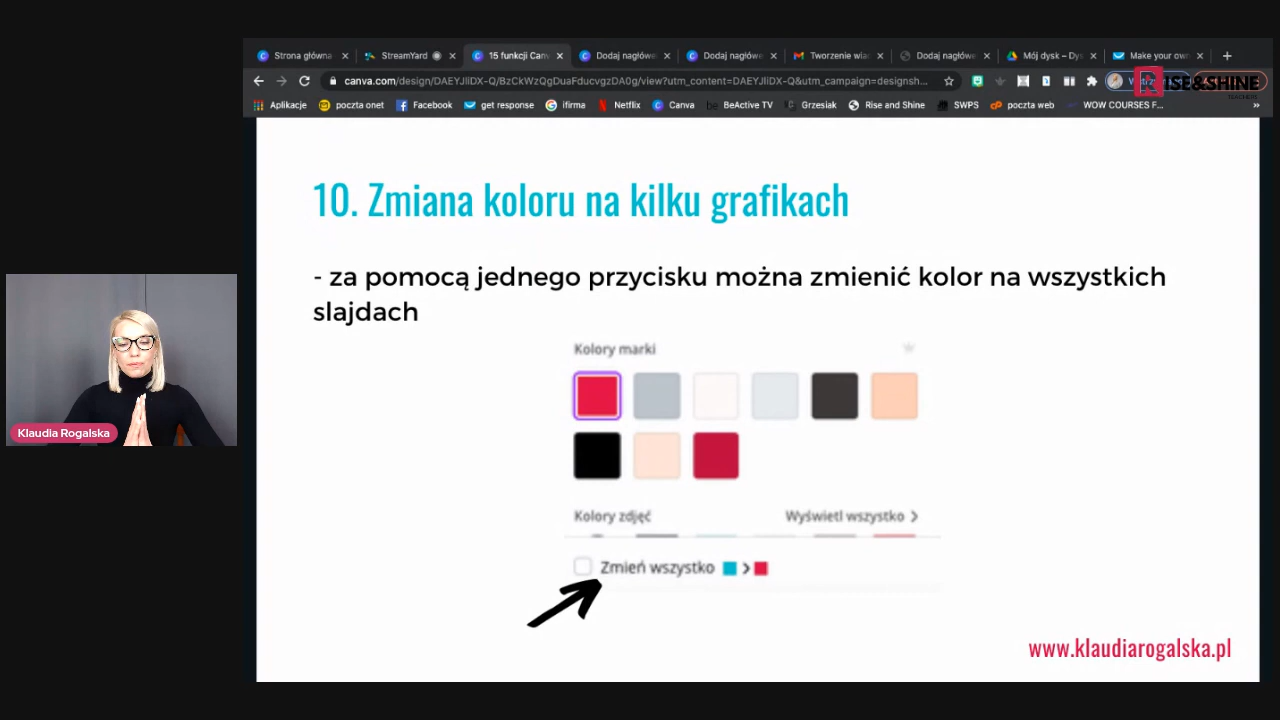 Strona główna
StreamYard
15 funkcji Canv
Dodaj nagłówe
Dodaj nagłówe
Tworzenie wia
Dodaj nagłówe
Mój dysk – Dys
Make your own
canva.com/design/DAEYJliDX-Q/BzCkWzQgDuaFducvgzDA0g/view?utm_content=DAEYJliDX-Q&utm_campaign=designsh...
RISE&SHINE
TEACHERS
Aplikacje
poczta onet
Facebook
get response
ifirma
Netflix
Canva
BeActive TV
Grzesiak
Rise and Shine
SWPS
poczta web
WOW COURSES F...
10. Zmiana koloru na kilku grafikach
- za pomocą jednego przycisku można zmienić kolor na wszystkich
slajdach
Kolory marki
Kolory zdjęć
Wyświetl wszystko >
Zmień wszystko
Klaudia Rogalska
www.klaudiarogalska.pl